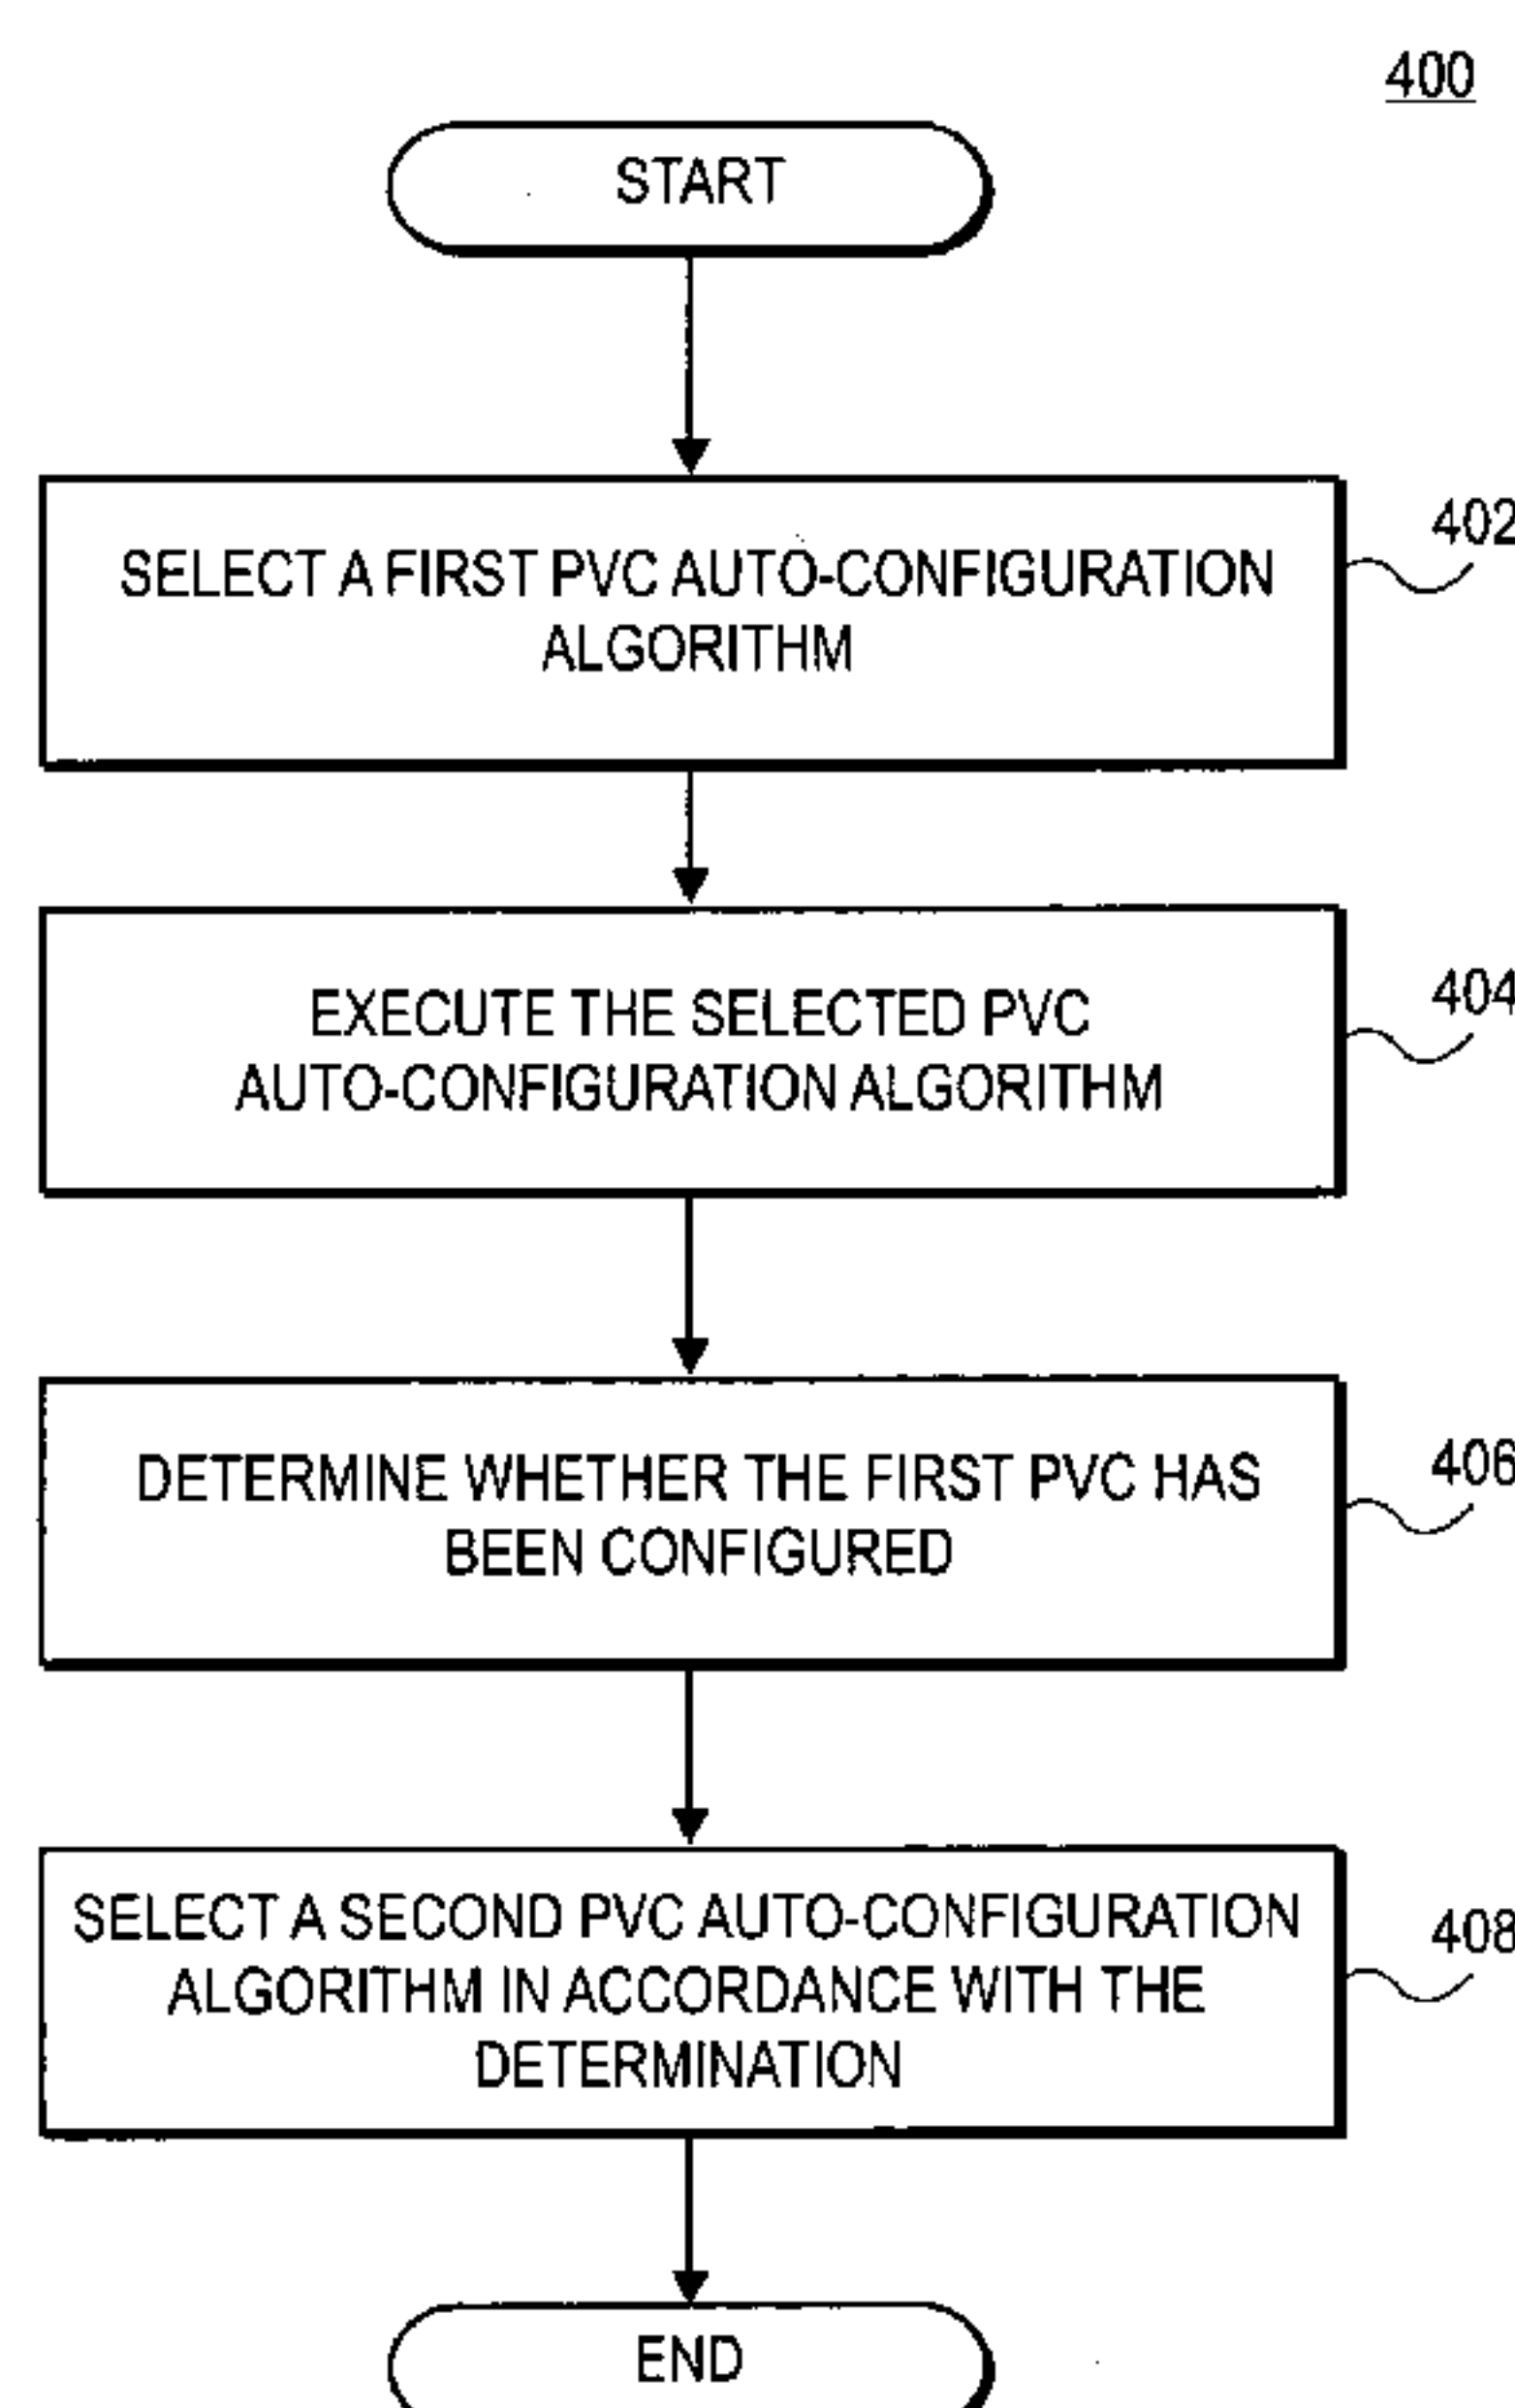 400
START
SELECT A FIRST PVC AUTO-CONFIGURATION
ALGORITHM
402
EXECUTE THE SELECTED PVC
AUTO-CONFIGURATION ALGORITHM
404
DETERMINE WHETHER THE FIRST PVC HAS
BEEN CONFIGURED
406
SELECT A SECOND PVC AUTO-CONFIGURATION
ALGORITHM IN ACCORDANCE WITH THE
DETERMINATION
408
END